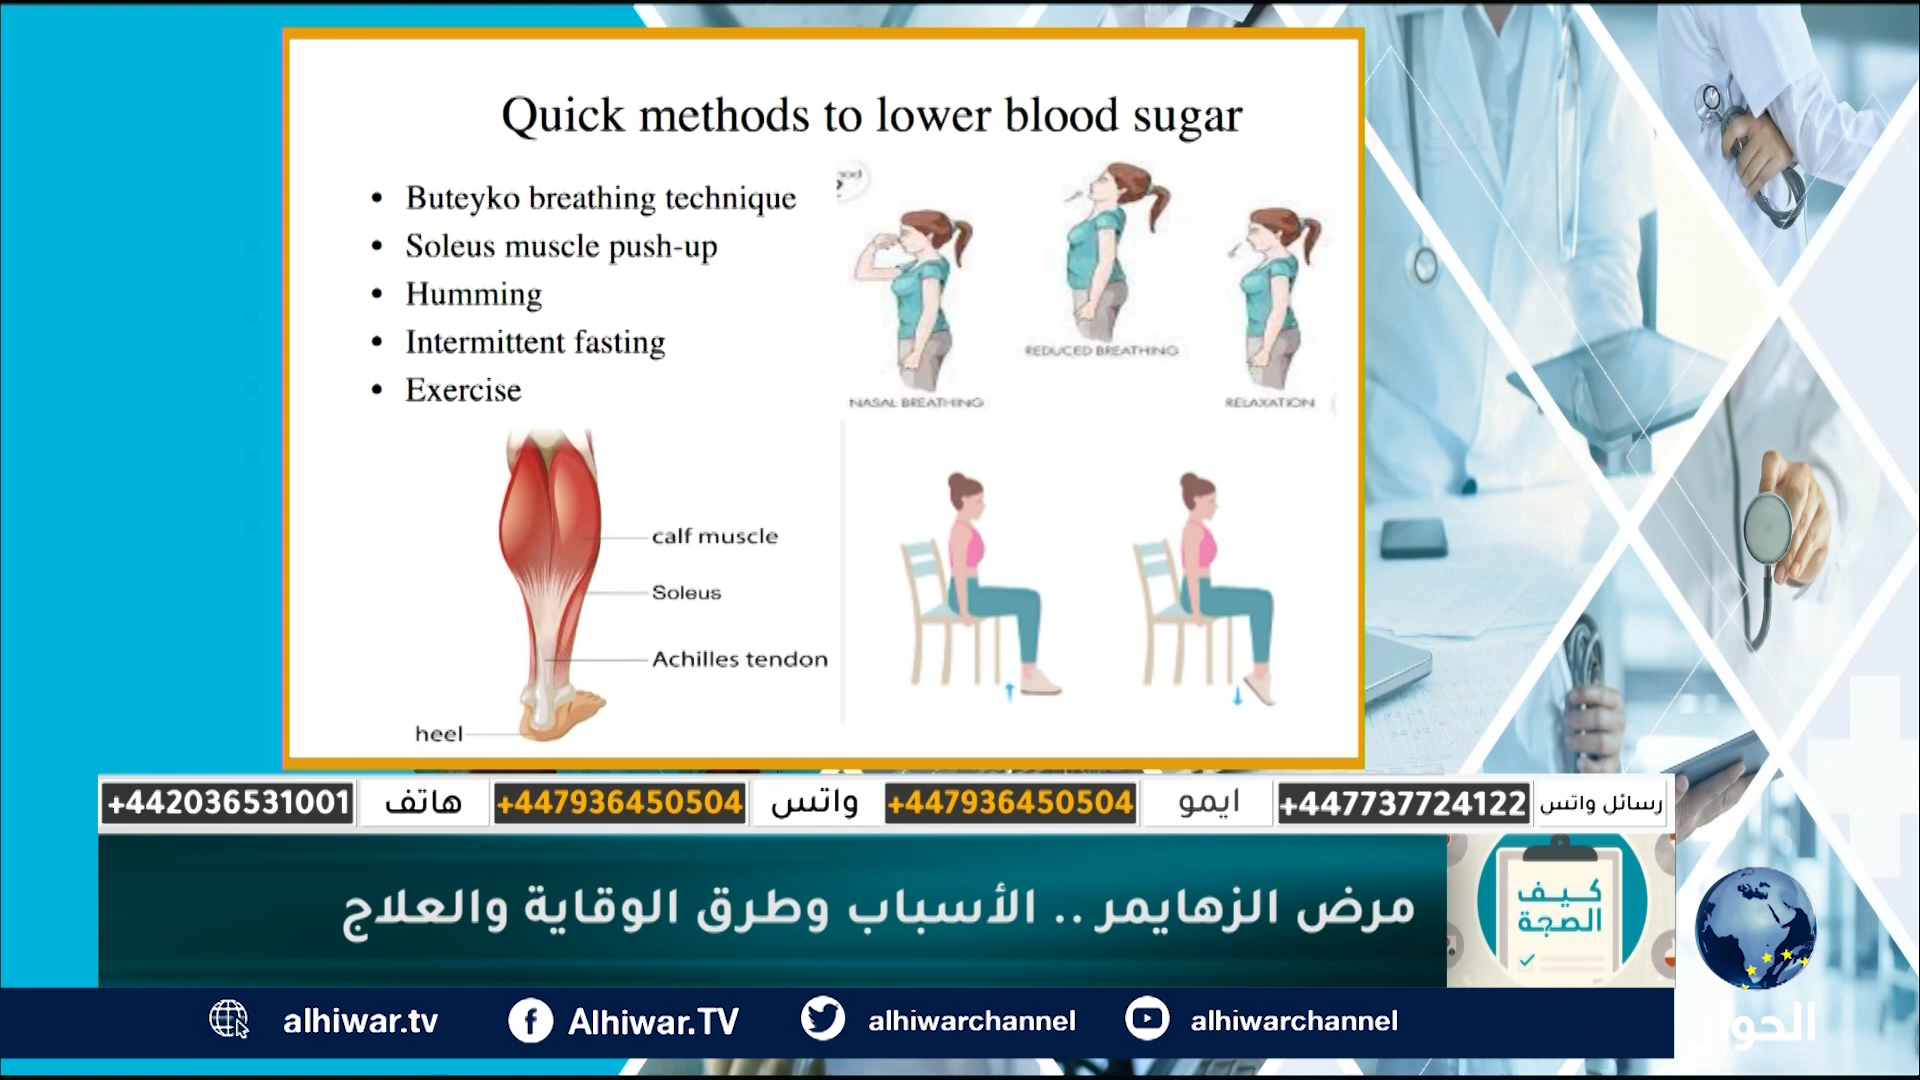 Quick methods to lower blood sugar
• Buteyko breathing technique
• Soleus muscle push-up
• Humming
• Intermittent fasting
• Exercise
REDUCED BREATHING
NASAL BREATHING
RELAXATION
calf muscle
Soleus
Achilles tendon
heel
رسائل واتس +447737724122 ايمو +447936450504 واتس +447936450504 هاتف +442036531001
مرض الزهايمر .. الأسباب وطرق الوقاية والعلاج
كيف
الصحة؟
الحوار
alhiwar.tv Alhiwar.TV alhiwarchannel alhiwarchannel